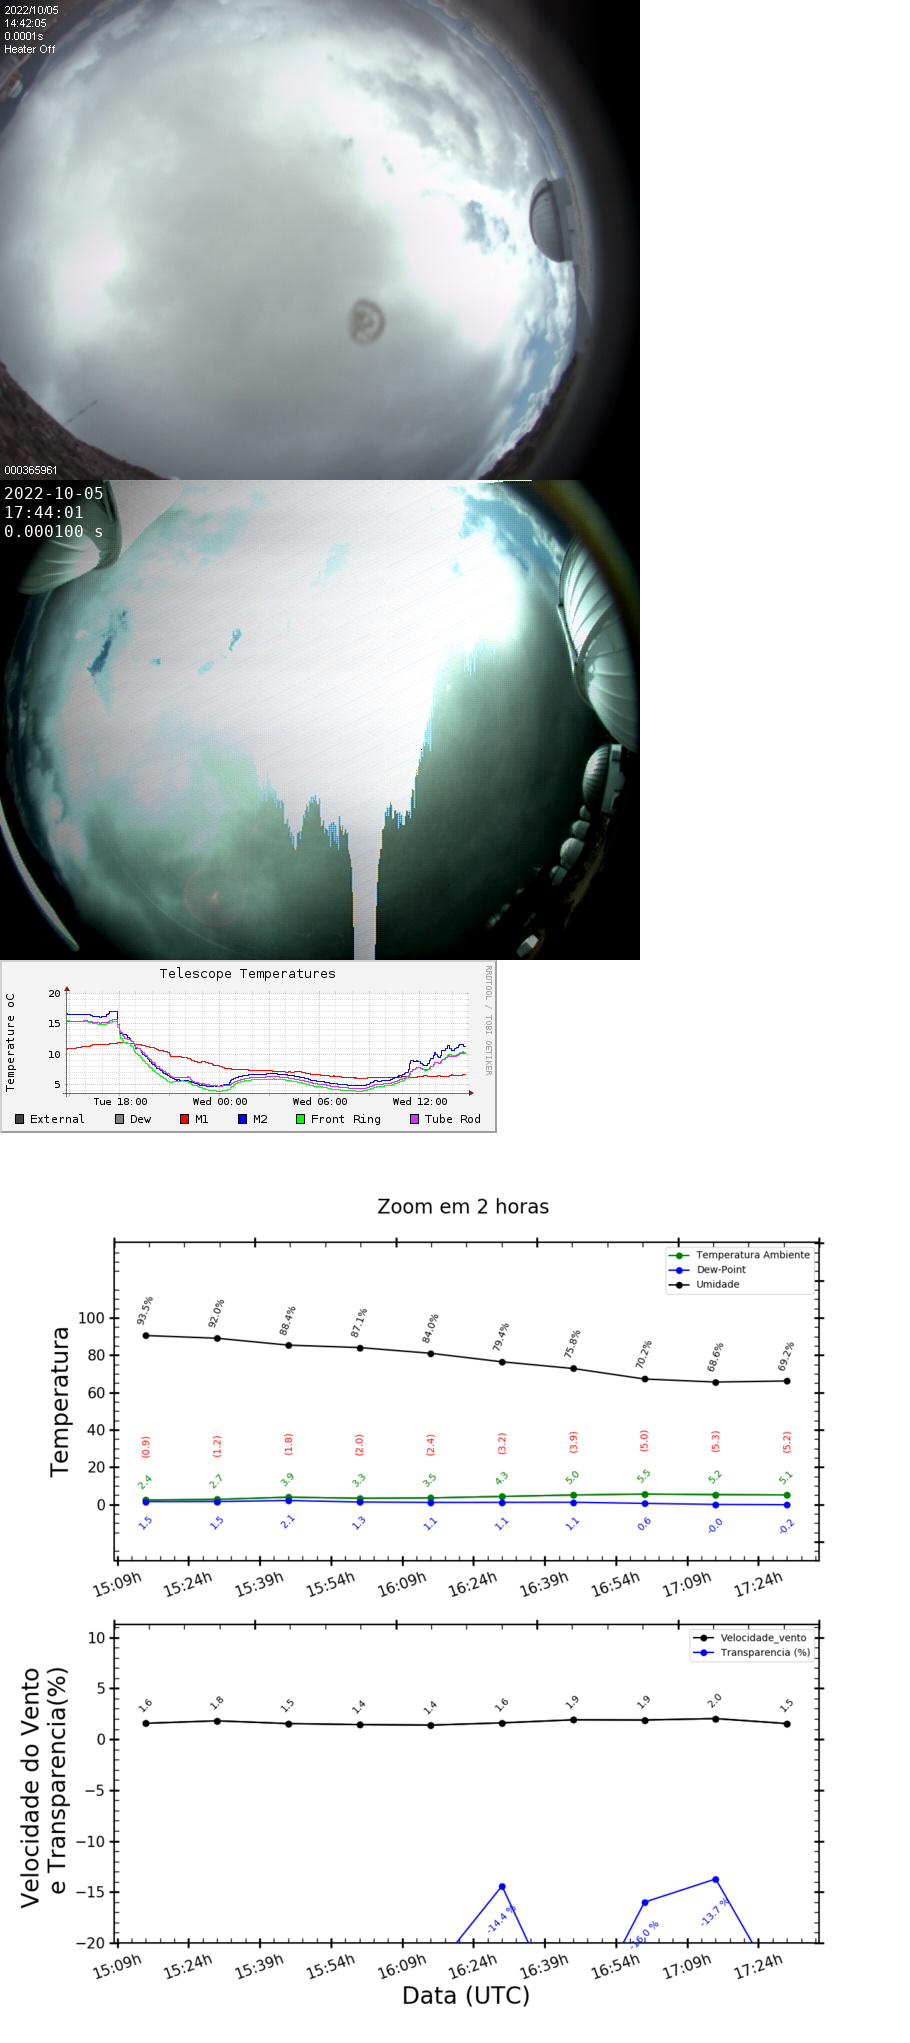 2022/10/05
14:42:05
0.0001s
Heater Off
000365961
2022-10-05
17:44:01
0.000100 s
Telescope Temperatures
RRDTOOL / TOBI OETIKER
Temperature oC
20
15
10
5
Tue 18:00 Wed 00:00 Wed 06:00 Wed 12:00
External Dew M1 M2 Front Ring Tube Rod
Zoom em 2 horas
Temperatura Ambiente
Dew-Point
Umidade
Temperatura
100
80
60
40
20
0
93.5% 92.0% 88.4% 87.1% 84.0% 79.4% 75.8% 70.2% 68.6% 69.2%
(0.9) (1.2) (1.8) (2.0) (2.4) (3.2) (3.9) (5.0) (5.3) (5.2)
2.4 2.7 3.9 3.3 3.5 4.3 5.0 5.5 5.2 5.1
1.5 1.5 2.1 1.3 1.1 1.1 1.1 0.6 -0.0 -0.2
15:09h 15:24h 15:39h 15:54h 16:09h 16:24h 16:39h 16:54h 17:09h 17:24h
Velocidade_vento
Transparencia (%)
Velocidade do Vento
e Transparencia(%)
10
5
0
−5
−10
−15
−20
1.6 1.8 1.5 1.4 1.4 1.6 1.9 1.9 2.0 1.5
-14.4 % -16.0 % -13.7 %
15:09h 15:24h 15:39h 15:54h 16:09h 16:24h 16:39h 16:54h 17:09h 17:24h
Data (UTC)